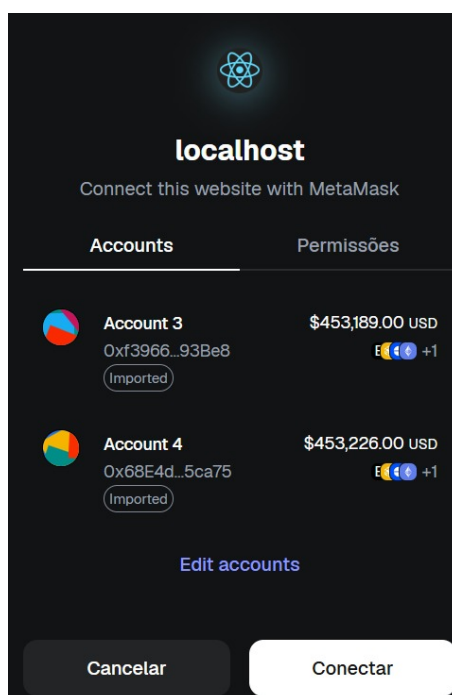 localhost
Connect this website with MetaMask
Accounts Permissões
Account 3 $453,189.00 USD
0xf3966...93Be8 +1
Imported
Account 4 $453,226.00 USD
0x68E4d...5ca75 +1
Imported
Edit accounts
Cancelar Conectar